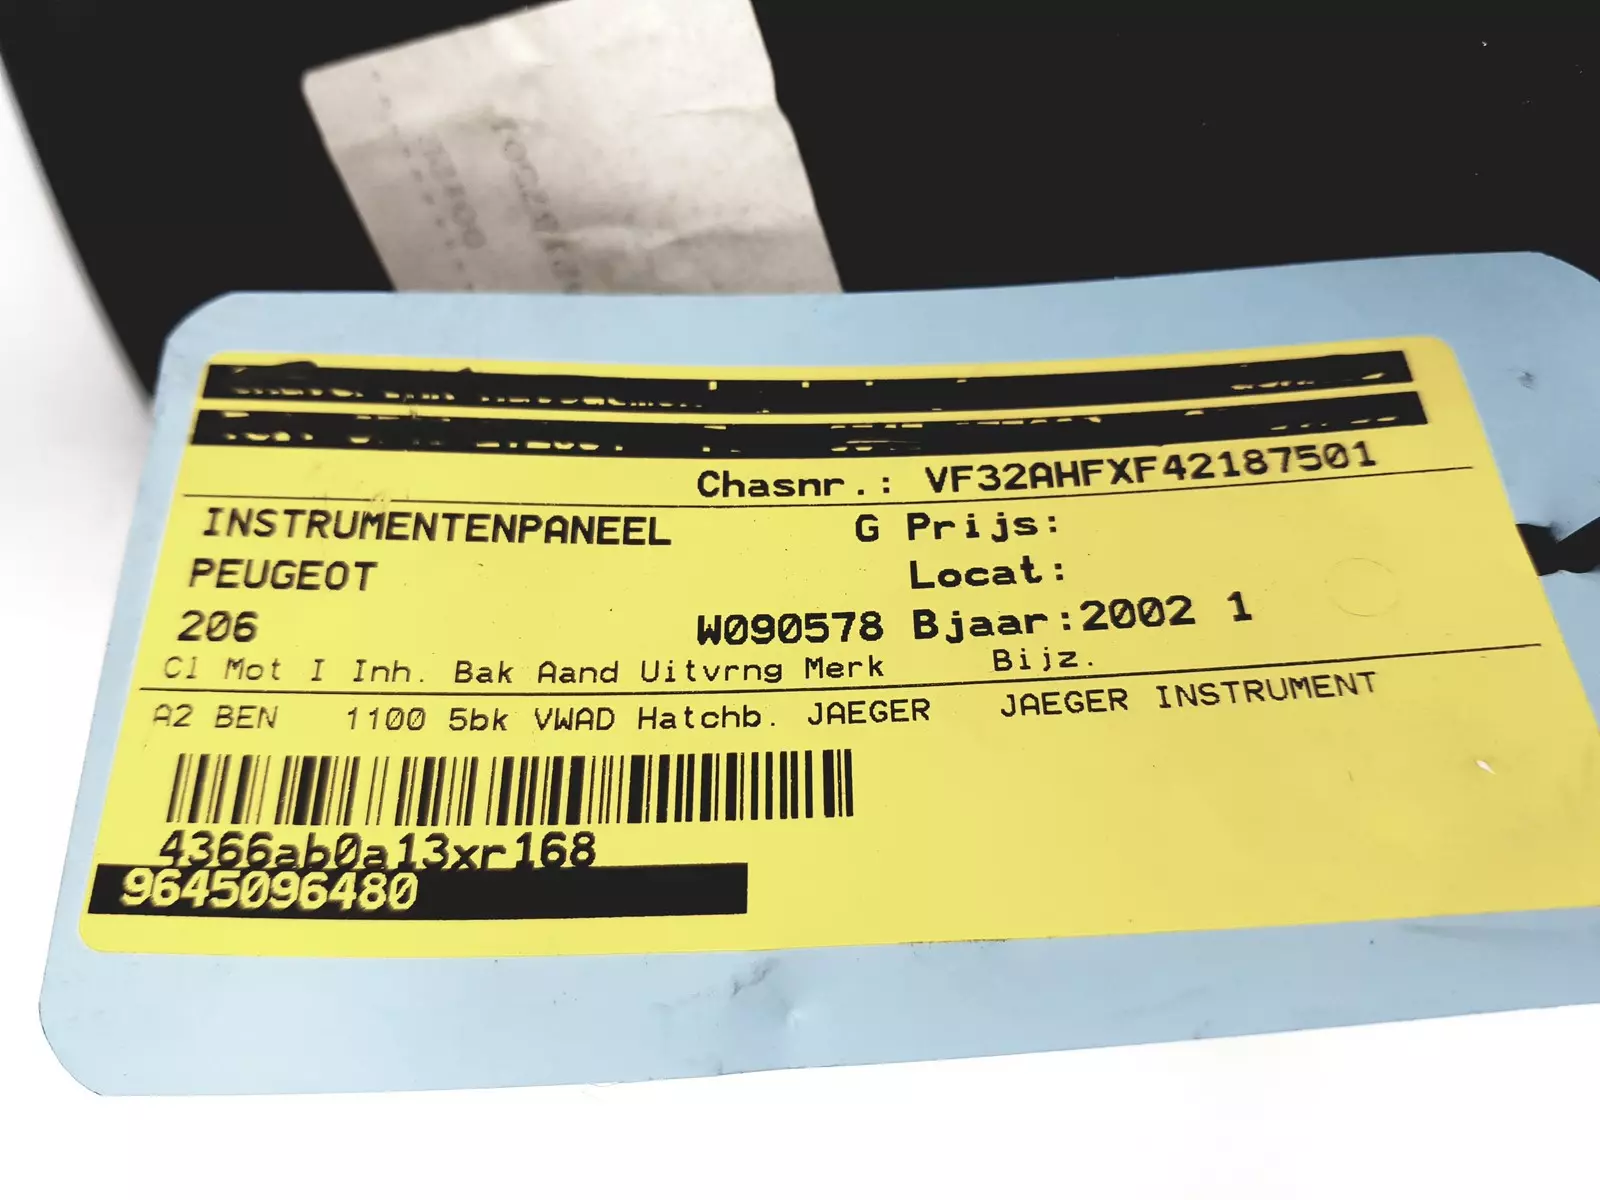 Chasnr.: VF32AHFXF42187501
INSTRUMENTENPANEEL G Prijs:
PEUGEOT Locat:
206 W090578 Bjaar:2002 1
Cl Mot I Inh. Bak Aand Uitvrng Merk Bijz.
A2 BEN 1100 5bk VWAD Hatchb. JAEGER JAEGER INSTRUMENT
4366ab0a13xr168
9645096480